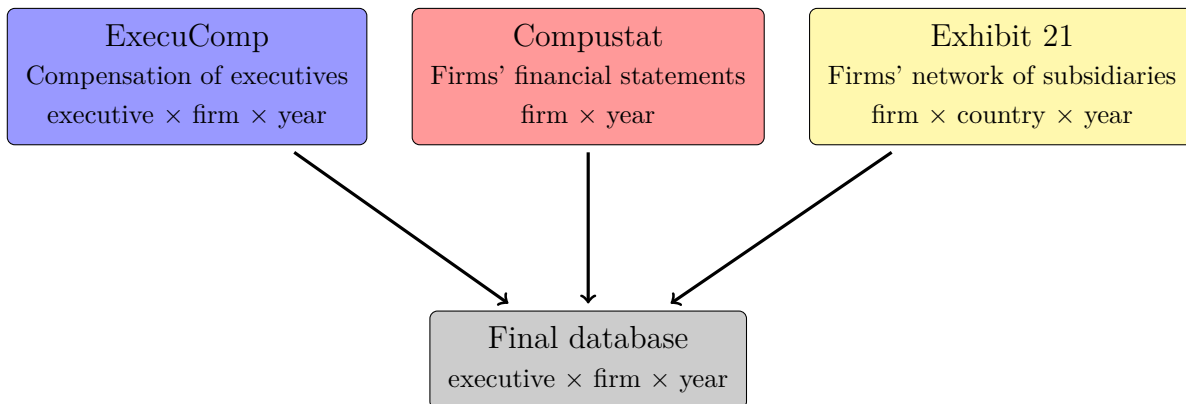 ExecuComp
Compensation of executives
executive × firm × year
Compustat
Firms' financial statements
firm × year
Exhibit 21
Firms' network of subsidiaries
firm × country × year
Final database
executive × firm × year